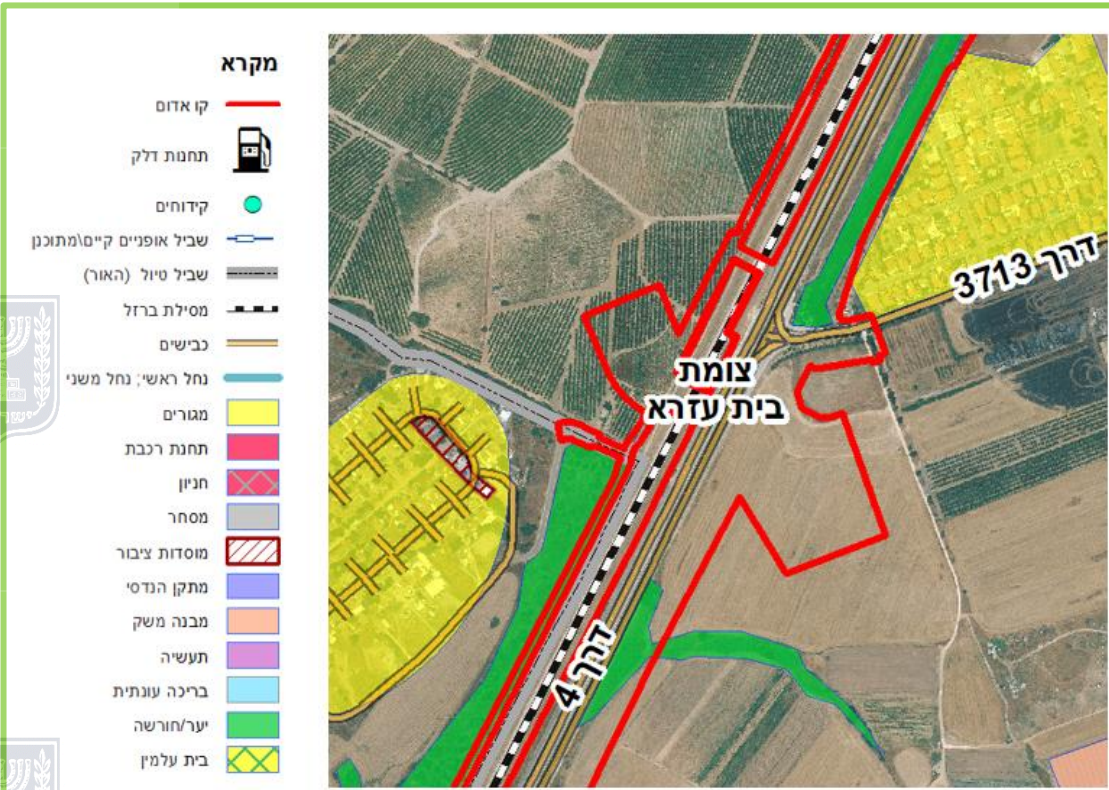 מקרא
קו אדום
תחנות דלק
קידוחים
שביל אופניים קיים\מתוכנן
שביל טיול (האור)
מסילת ברזל
כבישים
נחל ראשי; נחל משני
מגורים
תחנת רכבת
חניון
מסחר
מוסדות ציבור
מתקן הנדסי
מבנה משק
תעשיה
בריכה עונתית
יער/חורשה
בית עלמין
דרך 3713
צומת
בית עזרא
דרך 4